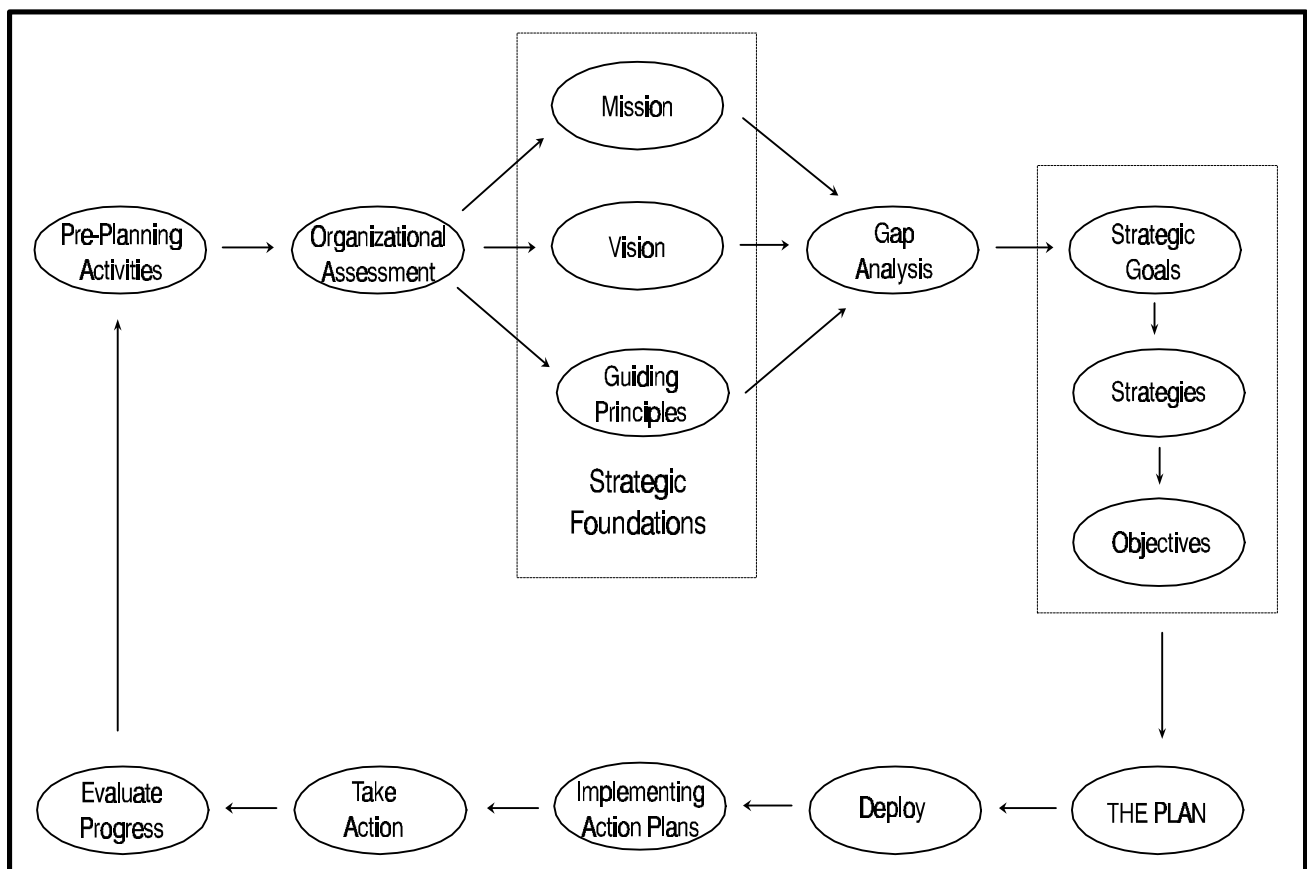 Pre-Planning
Activities
Organizational
Assessment
Mission
Vision
Guiding
Principles
Strategic
Foundations
Gap
Analysis
Strategic
Goals
Strategies
Objectives
THE PLAN
Deploy
Implementing
Action Plans
Take
Action
Evaluate
Progress